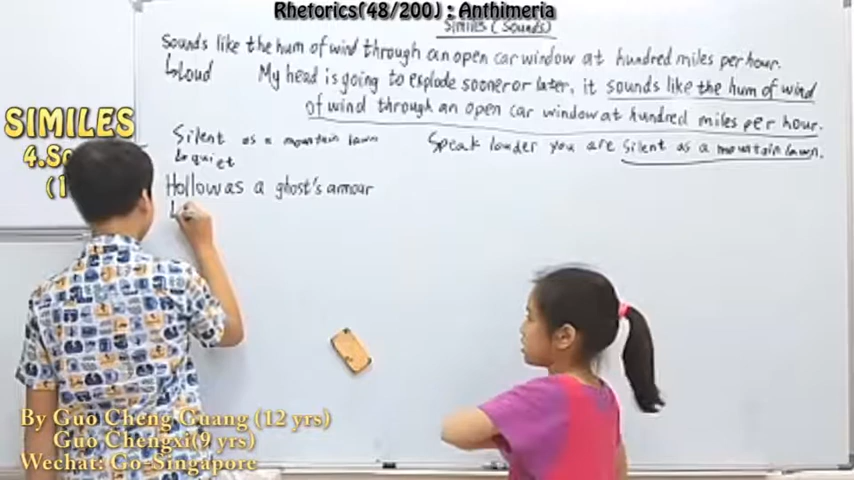 Rhetorics(48/200) : Anthimeria
Similes (Sounds)
Sounds like the hum of wind through an open car window at hundred miles per hour.
Loud
My head is going to explode sooner or later, it sounds like the hum of wind
of wind through an open car window at hundred miles per hour.
SIMILES
4.So
(1
Silent as a mountain lawn
quiet
Speak louder you are silent as a mountain lawn.
Hollow as a ghost's armour
By Guo Cheng Guang (12 yrs)
Guo Chengxi(9 yrs)
Wechat: Go-Singapore